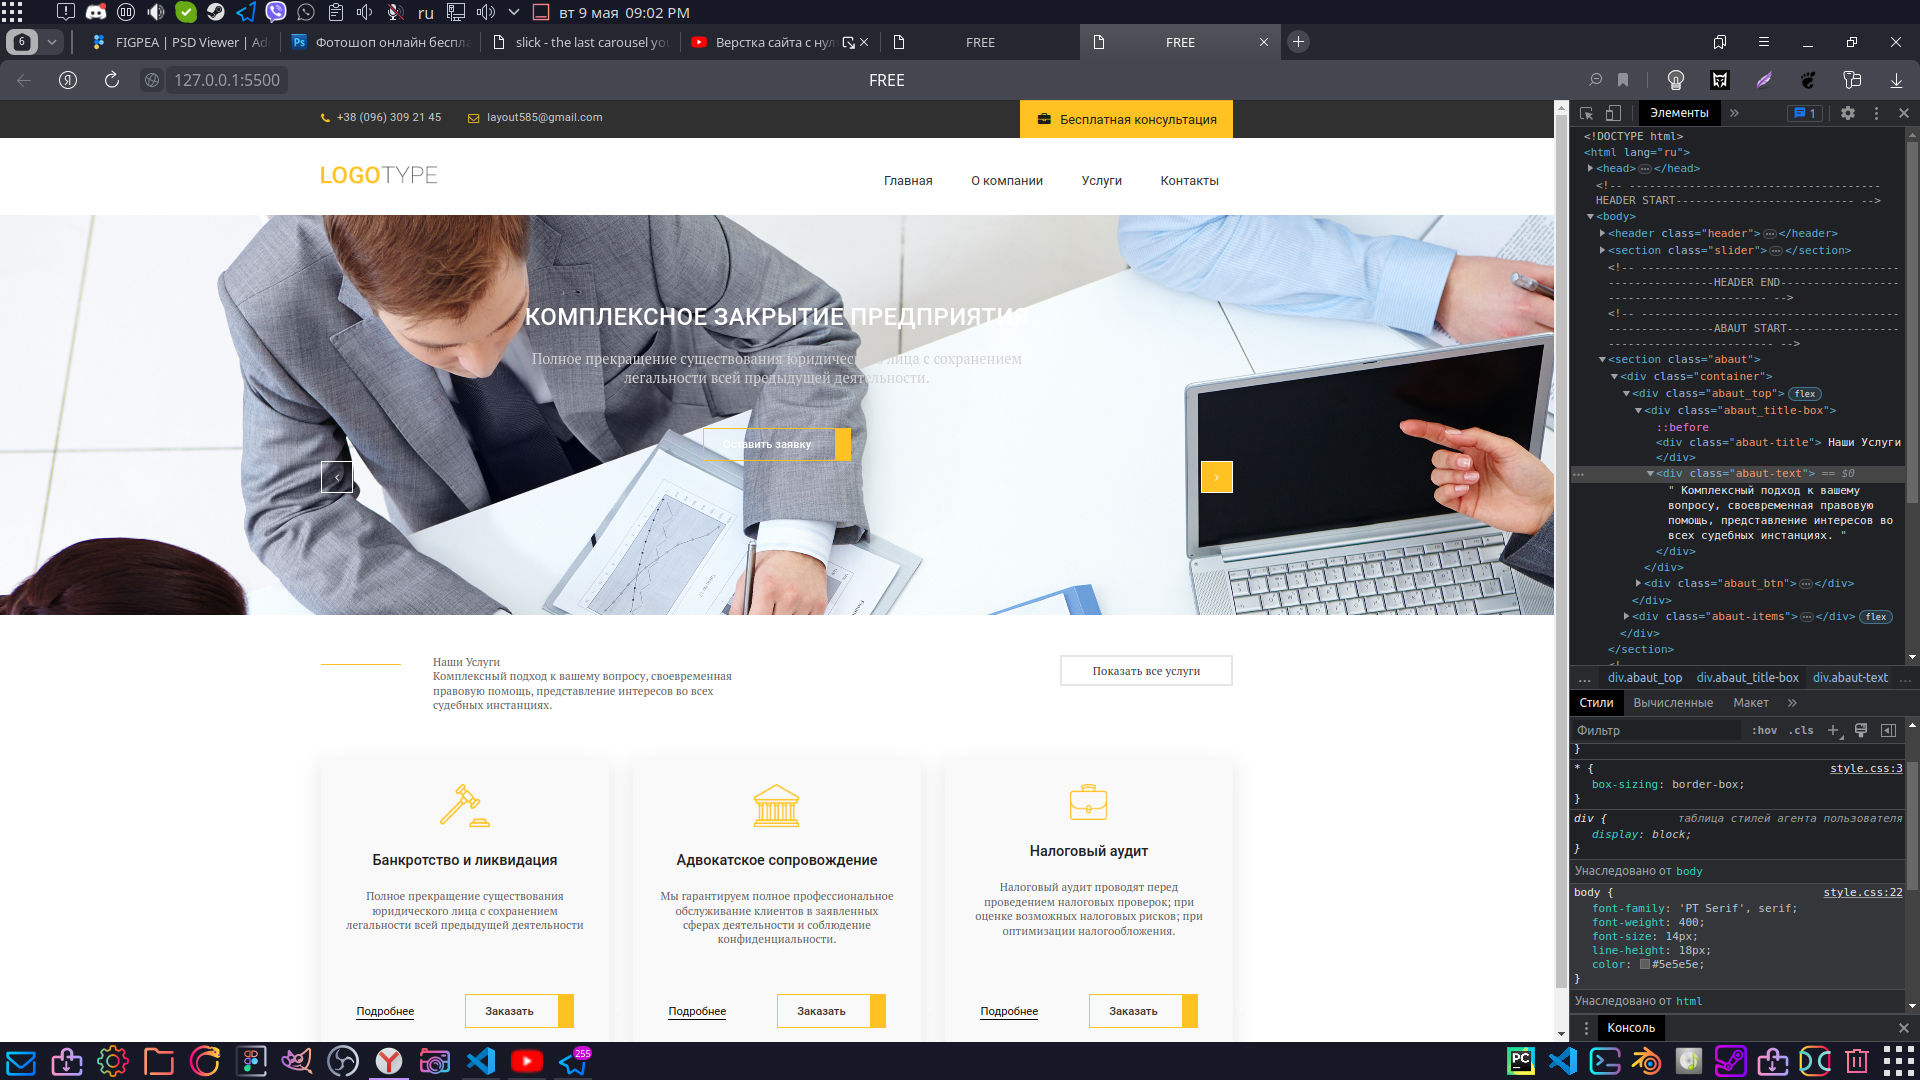 ru
вт 9 мая 09:02 PM
6
FIGPEA | PSD Viewer | Ad
Фотошоп онлайн беспл
slick - the last carousel yo
Верстка сайта с нул
FREE
FREE
127.0.0.1:5500
FREE
+38 (096) 309 21 45
layout585@gmail.com
Бесплатная консультация
LOGOTYPE
Главная
О компании
Услуги
Контакты
КОМПЛЕКСНОЕ ЗАКРЫТИЕ ПРЕДПРИЯТИЯ
Полное прекращение существования юридического лица с сохранением
легальности всей предыдущей деятельности.
Оставить заявку
Наши Услуги
Комплексный подход к вашему вопросу, своевременная
правовую помощь, представление интересов во всех
судебных инстанциях.
Показать все услуги
Банкротство и ликвидация
Полное прекращение существования
юридического лица с сохранением
легальности всей предыдущей деятельности
Подробнее
Заказать
Адвокатское сопровождение
Мы гарантируем полное профессиональное
обслуживание клиентов в заявленных
сферах деятельности и соблюдение
конфиденциальности.
Подробнее
Заказать
Налоговый аудит
Налоговый аудит проводят перед
проведением налоговых проверок; при
оценке возможных налоговых рисков; при
оптимизации налогообложения.
Подробнее
Заказать
Элементы
1
<!DOCTYPE html>
<html lang="ru">
<head>…</head>
<!-- --------------------------------------
HEADER START--------------------------- -->
<body>
<header class="header">…</header>
<section class="slider">…</section>
<!-- ---------------------------------------
----------------HEADER END------------------
------------------------ -->
<!-- ---------------------------------------
----------------ABAUT START-----------------
------------------------- -->
<section class="abaut">
<div class="container">
<div class="abaut_top"> flex
<div class="abaut_title-box">
::before
<div class="abaut-title"> Наши Услуги
</div>
<div class="abaut-text"> == $0
" Комплексный подход к вашему
вопросу, своевременная правовую
помощь, представление интересов во
всех судебных инстанциях. "
</div>
</div>
<div class="abaut_btn">…</div>
</div>
<div class="abaut-items">…</div> flex
</div>
</section>
... div.abaut_top div.abaut_title-box div.abaut-text ...
Стили Вычисленные Макет
Фильтр :hov .cls
}
* { style.css:3
box-sizing: border-box;
}
div { таблица стилей агента пользователя
display: block;
}
Унаследовано от body
body { style.css:22
font-family: 'PT Serif', serif;
font-weight: 400;
font-size: 14px;
line-height: 18px;
color: #5e5e5e;
}
Унаследовано от html
Консоль
255
PC